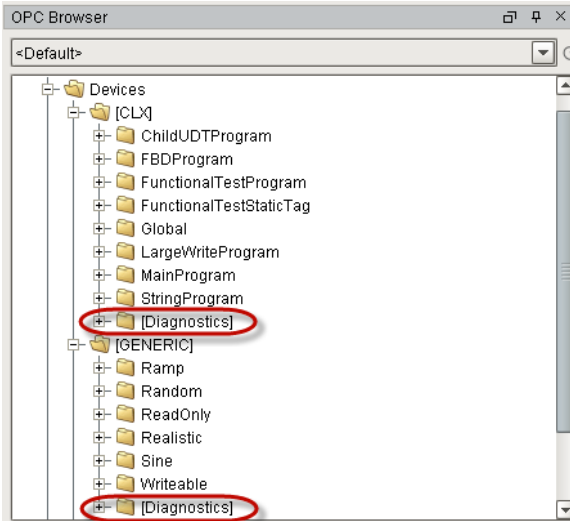 OPC Browser
<Default>
Devices
[CLX]
ChildUDTProgram
FBDProgram
FunctionalTestProgram
FunctionalTestStaticTag
Global
LargeWriteProgram
MainProgram
StringProgram
[Diagnostics]
[GENERIC]
Ramp
Random
ReadOnly
Realistic
Sine
Writeable
[Diagnostics]